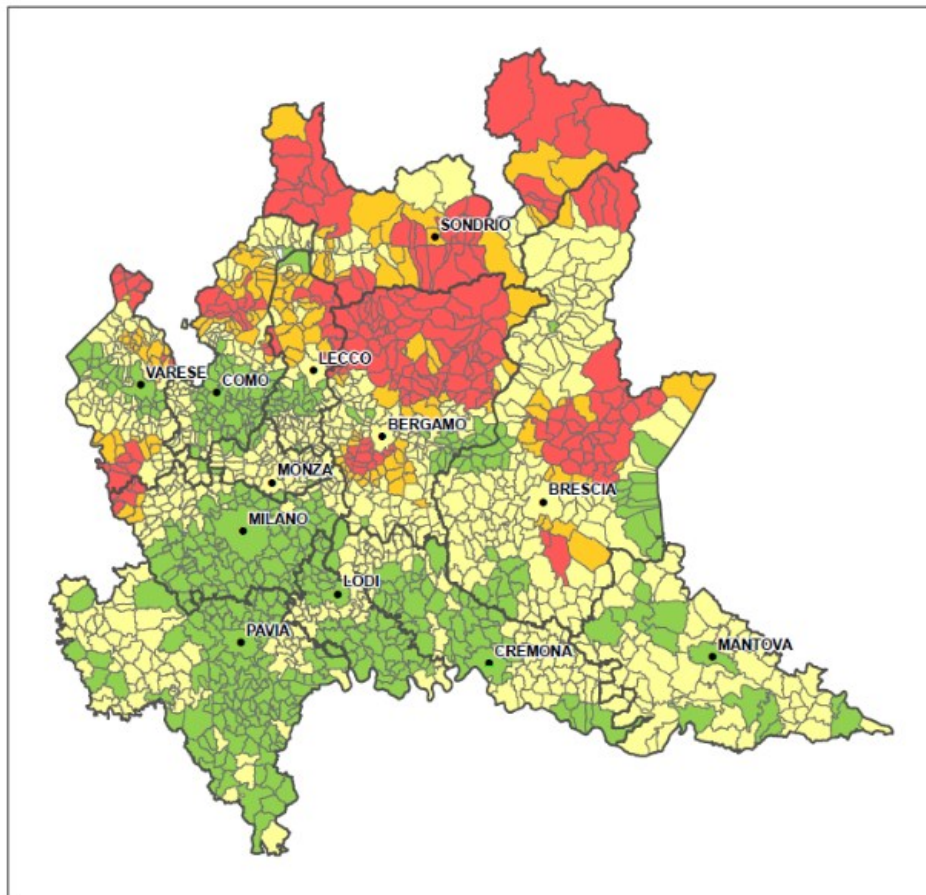 SONDRIO
LECCO
VARESE
COMO
BERGAMO
MONZA
BRESCIA
MILANO
LODI
PAVIA
CREMONA
MANTOVA